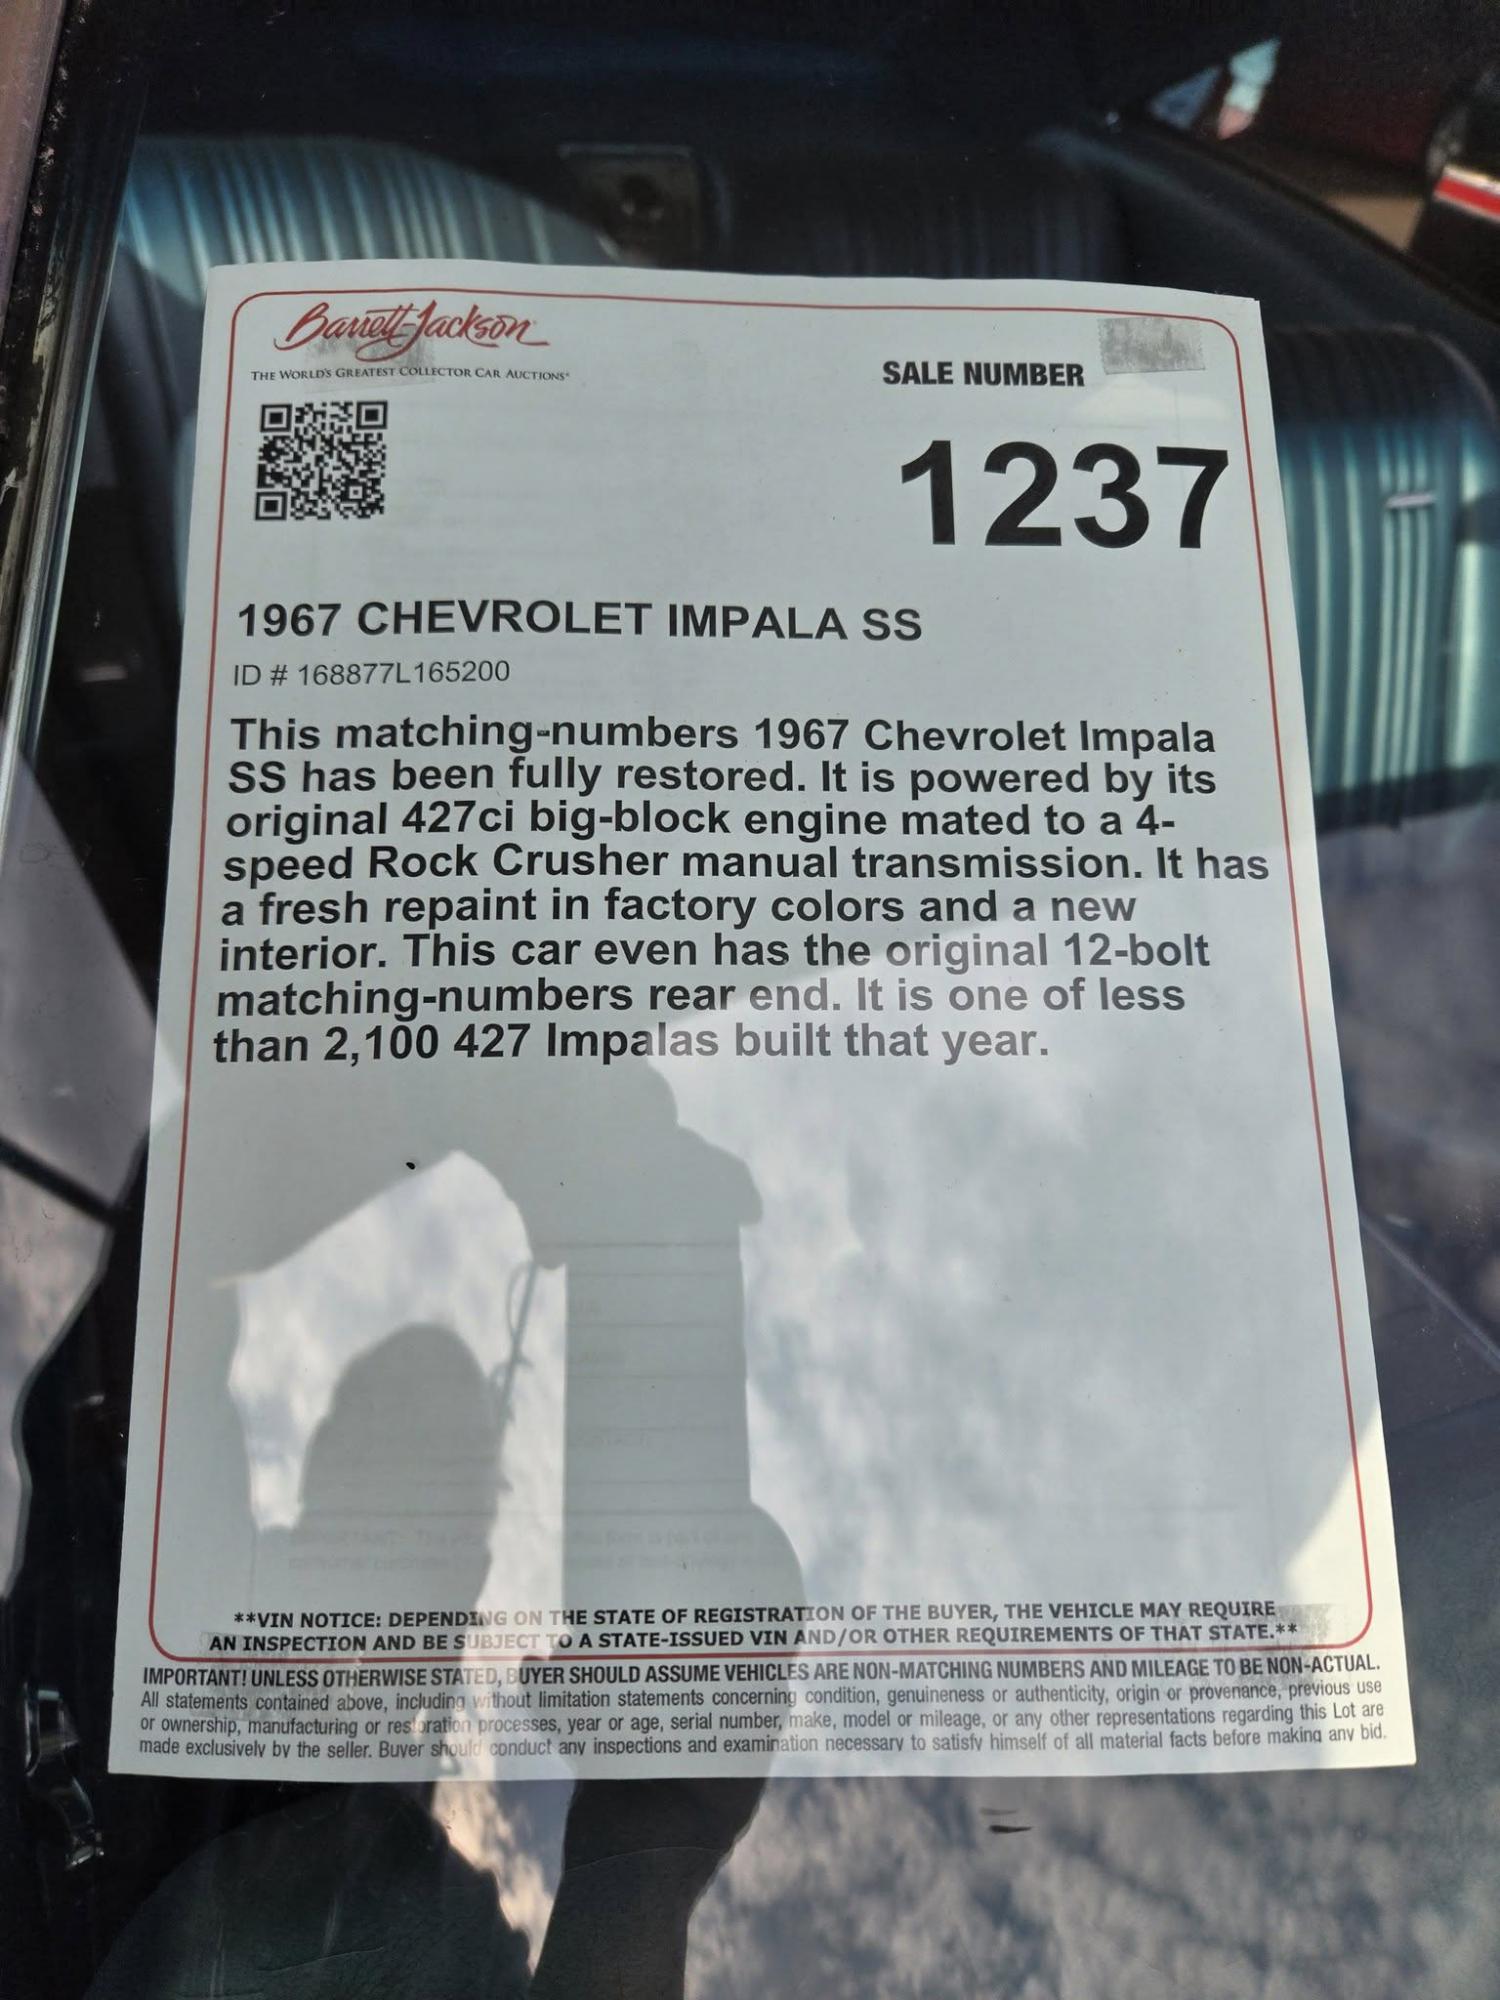 Barrett-Jackson
THE WORLD'S GREATEST COLLECTOR CAR AUCTIONS®
SALE NUMBER
1237
1967 CHEVROLET IMPALA SS
ID # 168877L165200
This matching-numbers 1967 Chevrolet Impala
SS has been fully restored. It is powered by its
original 427ci big-block engine mated to a 4-
speed Rock Crusher manual transmission. It has
a fresh repaint in factory colors and a new
interior. This car even has the original 12-bolt
matching-numbers rear end. It is one of less
than 2,100 427 Impalas built that year.
**VIN NOTICE: DEPENDING ON THE STATE OF REGISTRATION OF THE BUYER, THE VEHICLE MAY REQUIRE
AN INSPECTION AND BE SUBJECT TO A STATE-ISSUED VIN AND/OR OTHER REQUIREMENTS OF THAT STATE.**
IMPORTANT! UNLESS OTHERWISE STATED, BUYER SHOULD ASSUME VEHICLES ARE NON-MATCHING NUMBERS AND MILEAGE TO BE NON-ACTUAL.
All statements contained above, including without limitation statements concerning condition, genuineness or authenticity, origin or provenance, previous use
or ownership, manufacturing or restoration processes, year or age, serial number, make, model or mileage, or any other representations regarding this Lot are
made exclusively by the seller. Buyer should conduct any inspections and examination necessary to satisfy himself of all material facts before making any bid.